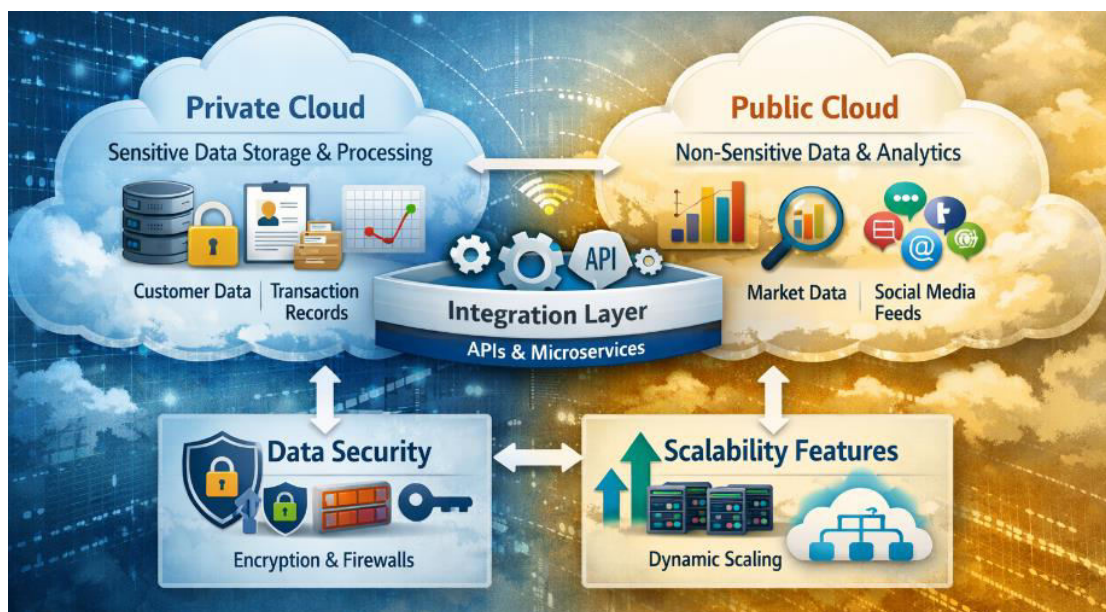 Private Cloud
Sensitive Data Storage & Processing
Customer Data
Transaction
Records
Public Cloud
Non-Sensitive Data & Analytics
Market Data
Social Media
Feeds
API
Integration Layer
APIs & Microservices
Data Security
Encryption & Firewalls
Scalability Features
Dynamic Scaling